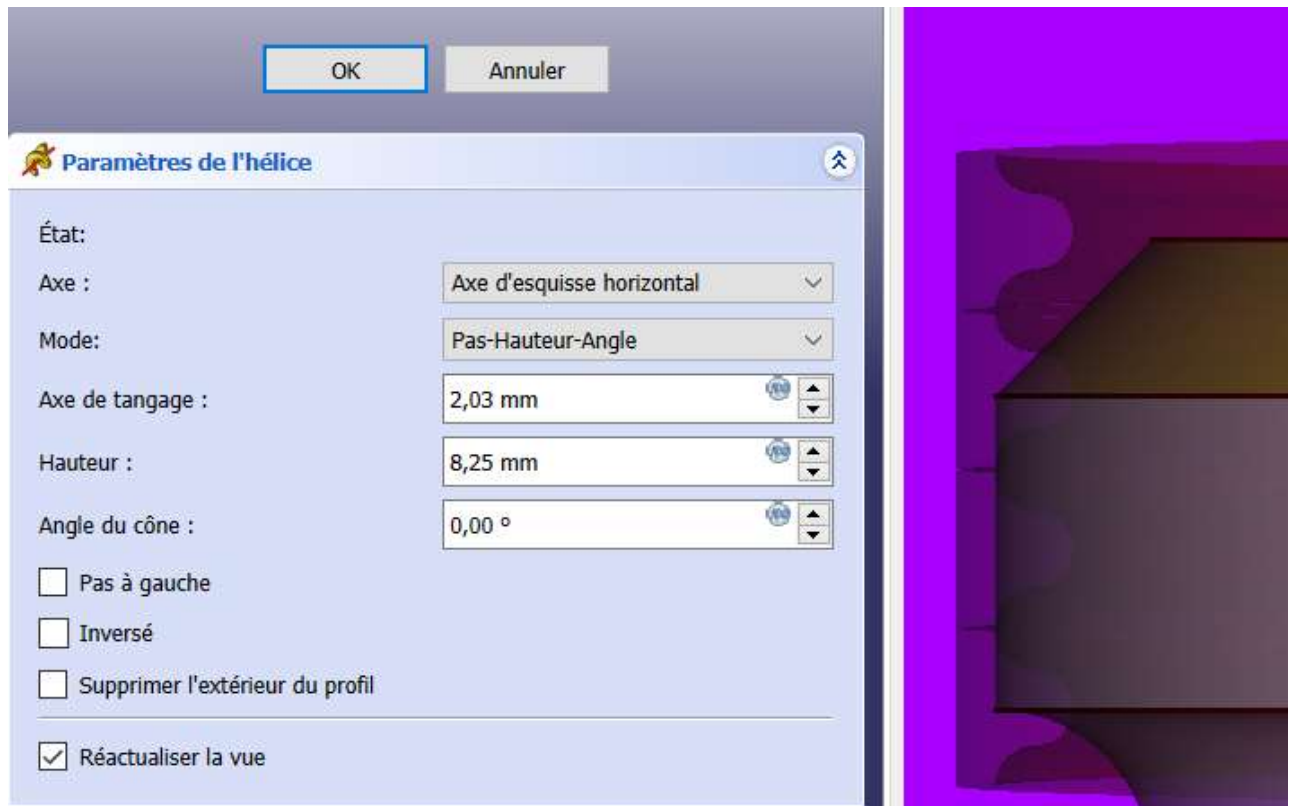 OK Annuler
Paramètres de l'hélice
État:
Axe : Axe d'esquisse horizontal
Mode: Pas-Hauteur-Angle
Axe de tangage : 2,03 mm
Hauteur : 8,25 mm
Angle du cône : 0,00 º
Pas à gauche
Inversé
Supprimer l'extérieur du profil
Réactualiser la vue